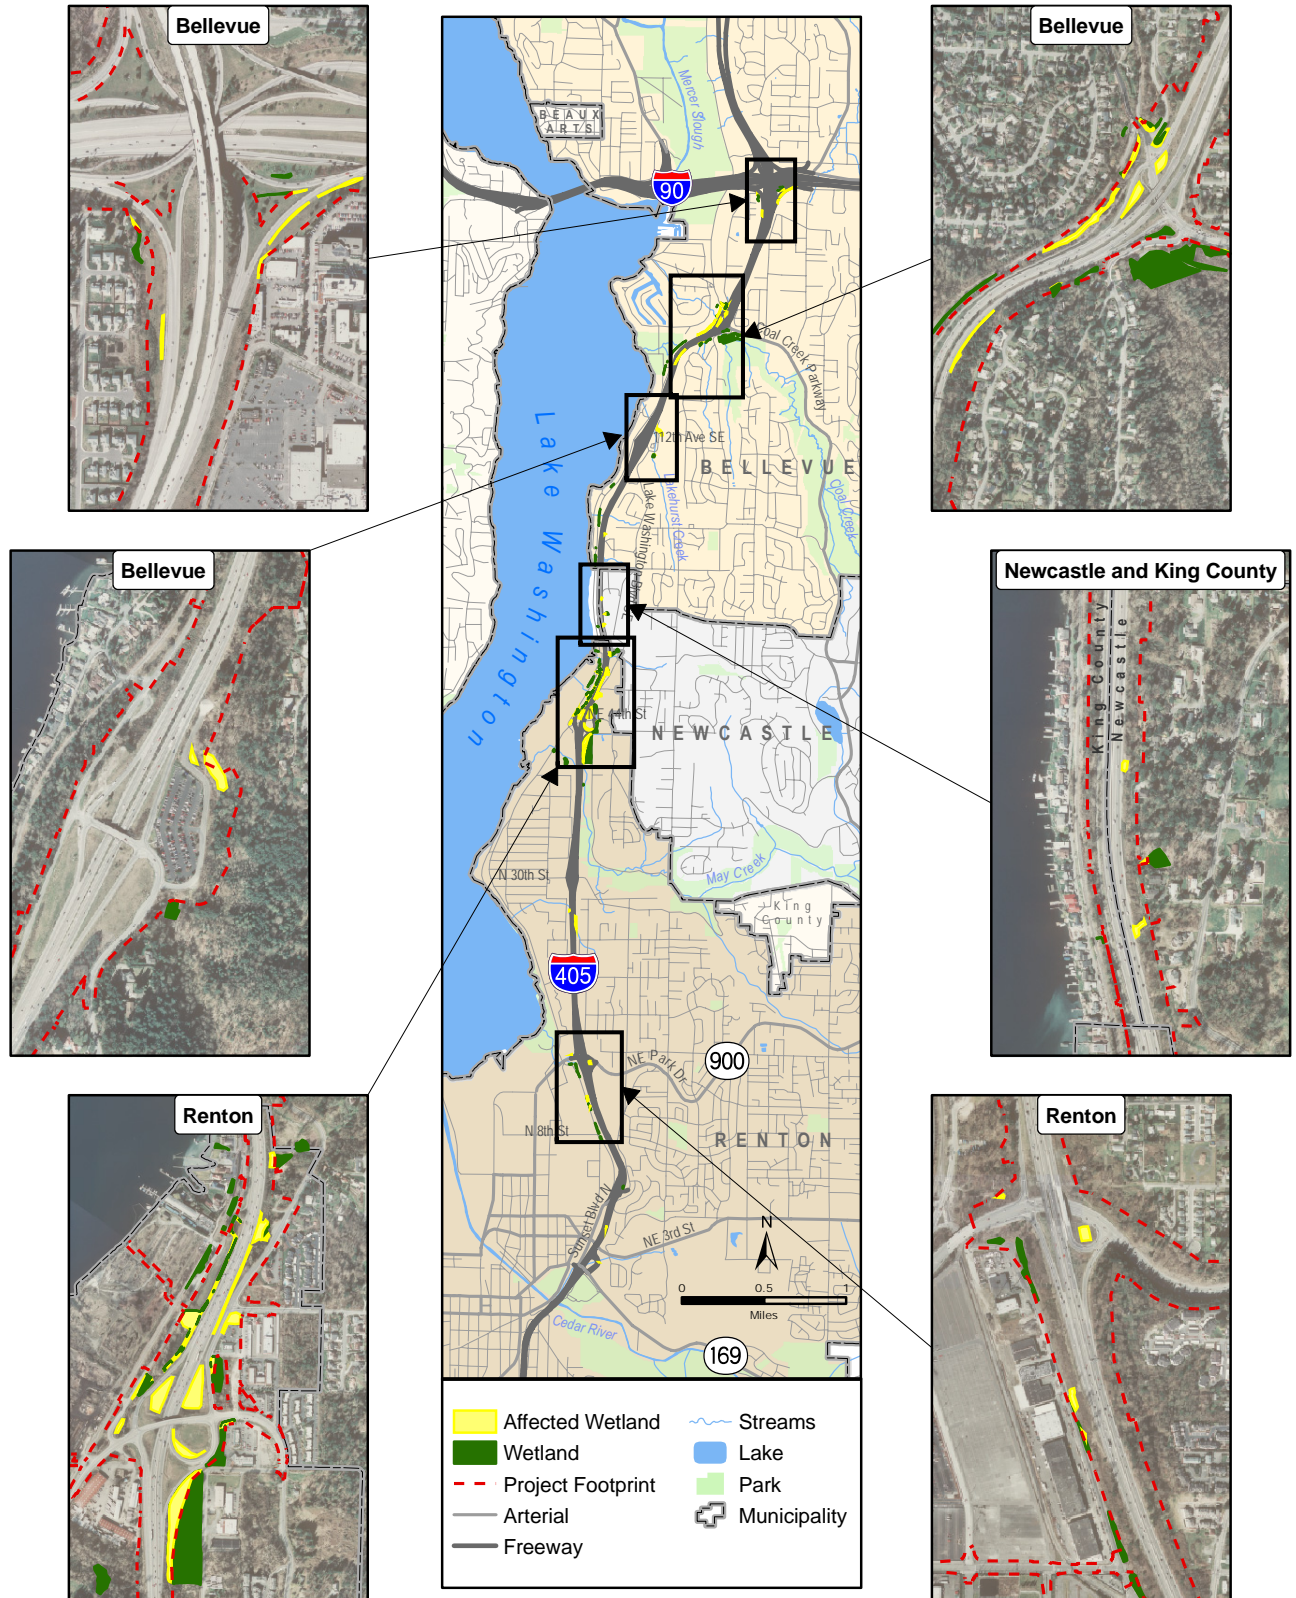 Bellevue
Bellevue
BEAUX
ARTS
Mercer Slough
90
Coal Creek Parkway
112th Ave SE
BELLEVUE
Lake Washington
Lakehurst Creek
Coal Creek
Bellevue
Newcastle and King County
King County
Newcastle
NE 44th St
NEWCASTLE
May Creek
N 30th St
King
County
405
NE Park Dr
900
N 8th St
RENTON
Renton
Renton
Sunset Blvd N
NE 3rd St
N
0 0.5 1
Miles
Cedar River
169
Affected Wetland
Wetland
Project Footprint
Arterial
Freeway
Streams
Lake
Park
Municipality